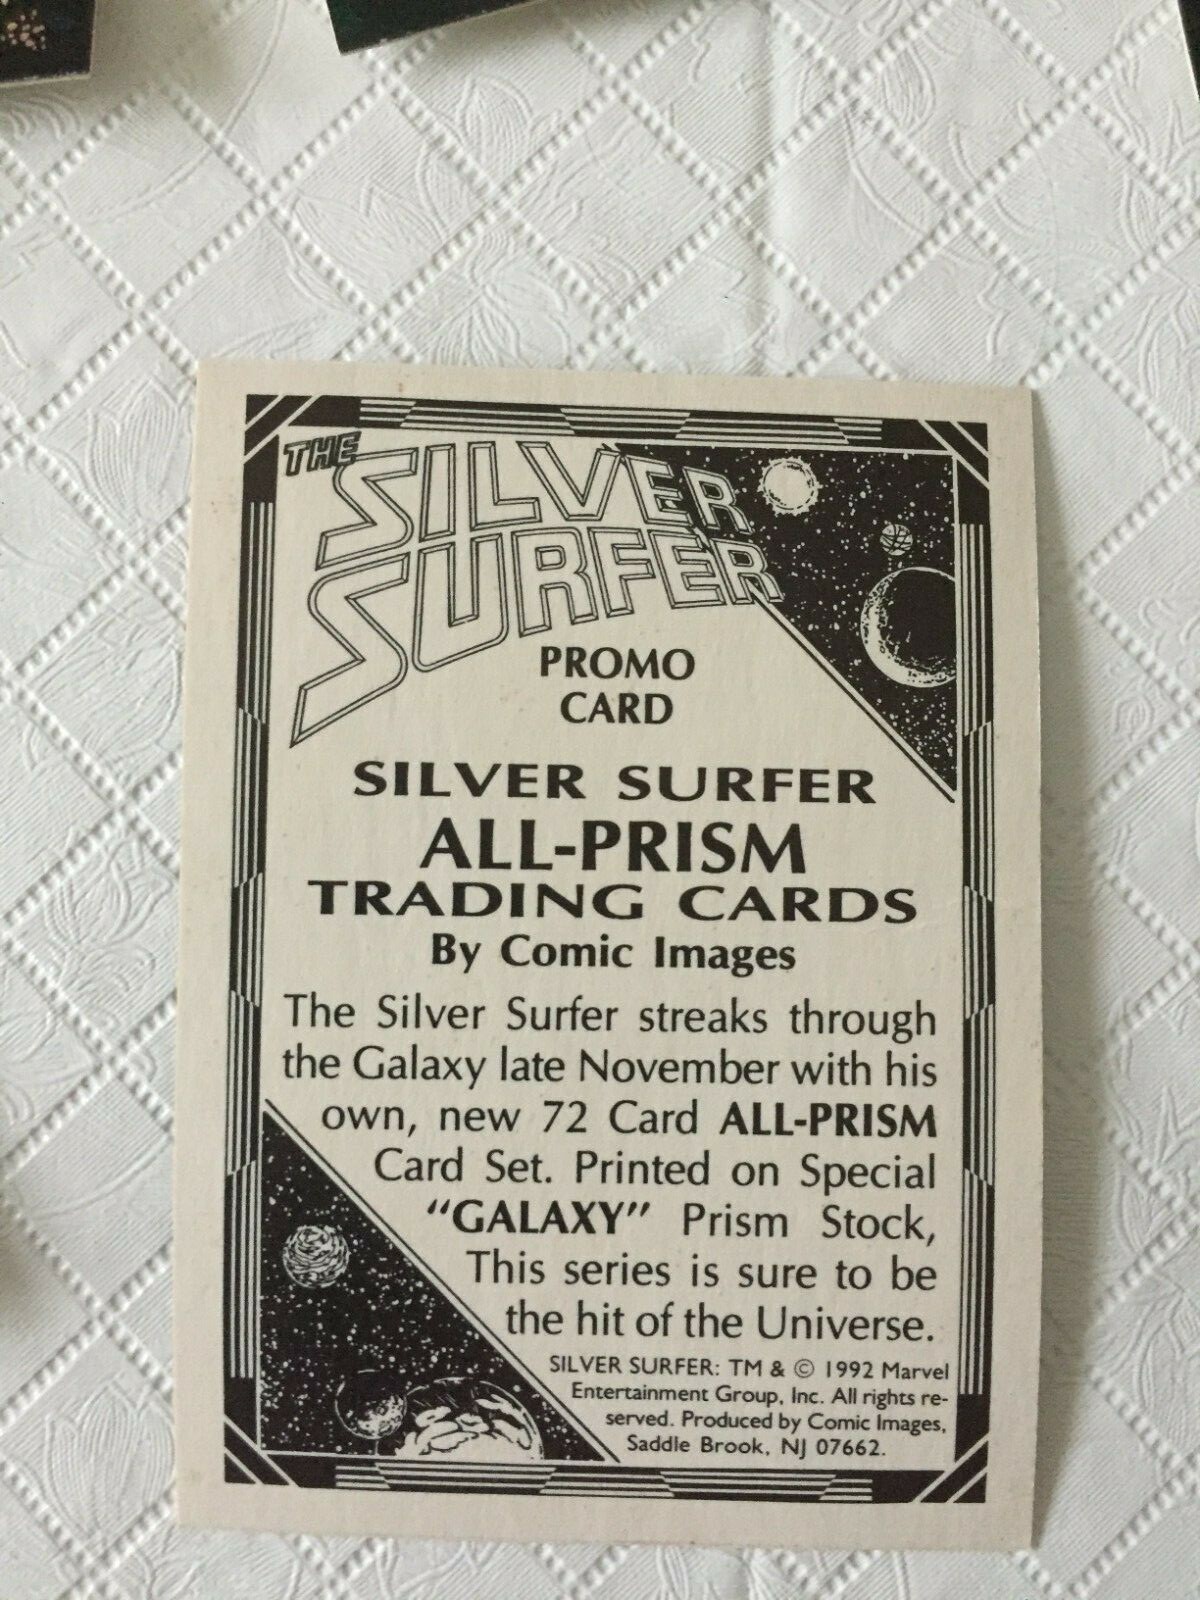 THE
SILVER
SURFER
PROMO
CARD
SILVER SURFER
ALL-PRISM
TRADING CARDS
By Comic Images
The Silver Surfer streaks through
the Galaxy late November with his
own, new 72 Card ALL-PRISM
Card Set. Printed on Special
“GALAXY” Prism Stock,
This series is sure to be
the hit of the Universe.
SILVER SURFER: TM & © 1992 Marvel
Entertainment Group, Inc. All rights re-
served. Produced by Comic Images,
Saddle Brook, NJ 07662.